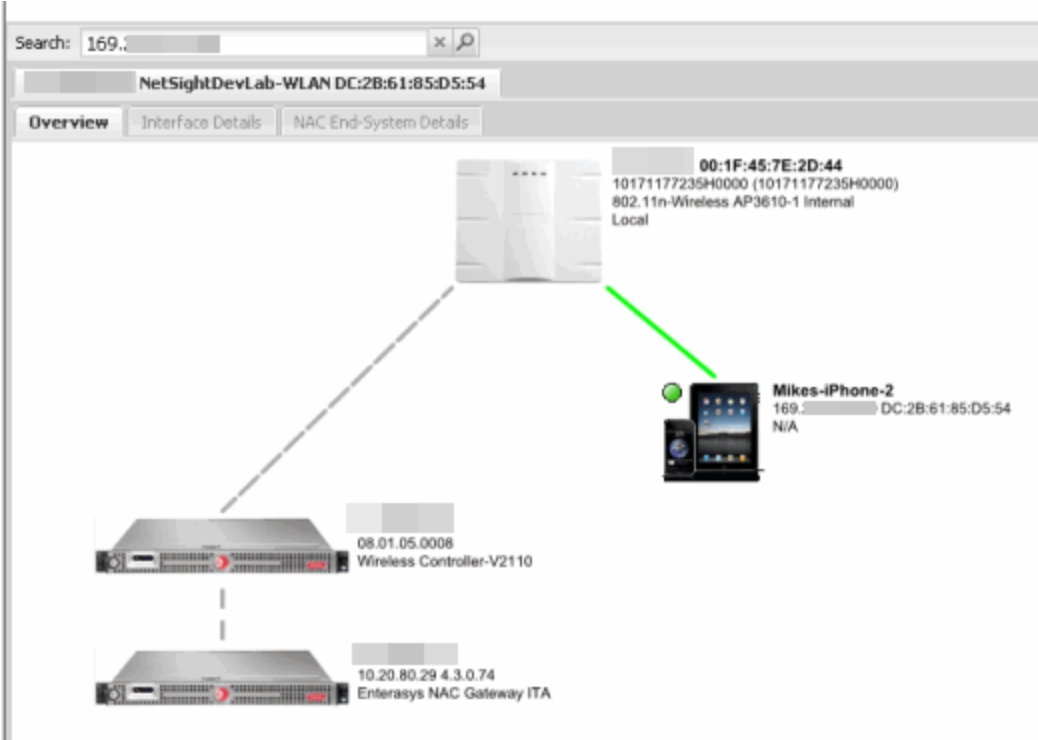 Search: 169.
NetSightDevLab-WLAN DC:2B:61:85:D5:54
Overview Interface Details NAC End-System Details
00:1F:45:7E:2D:44
10171177235H0000 (10171177235H0000)
802.11n-Wireless AP3610-1 Internal
Local
Mikes-iPhone-2
169. DC:2B:61:85:D5:54
N/A
08.01.05.0008
Wireless Controller-V2110
10.20.80.29 4.3.0.74
Enterasys NAC Gateway ITA